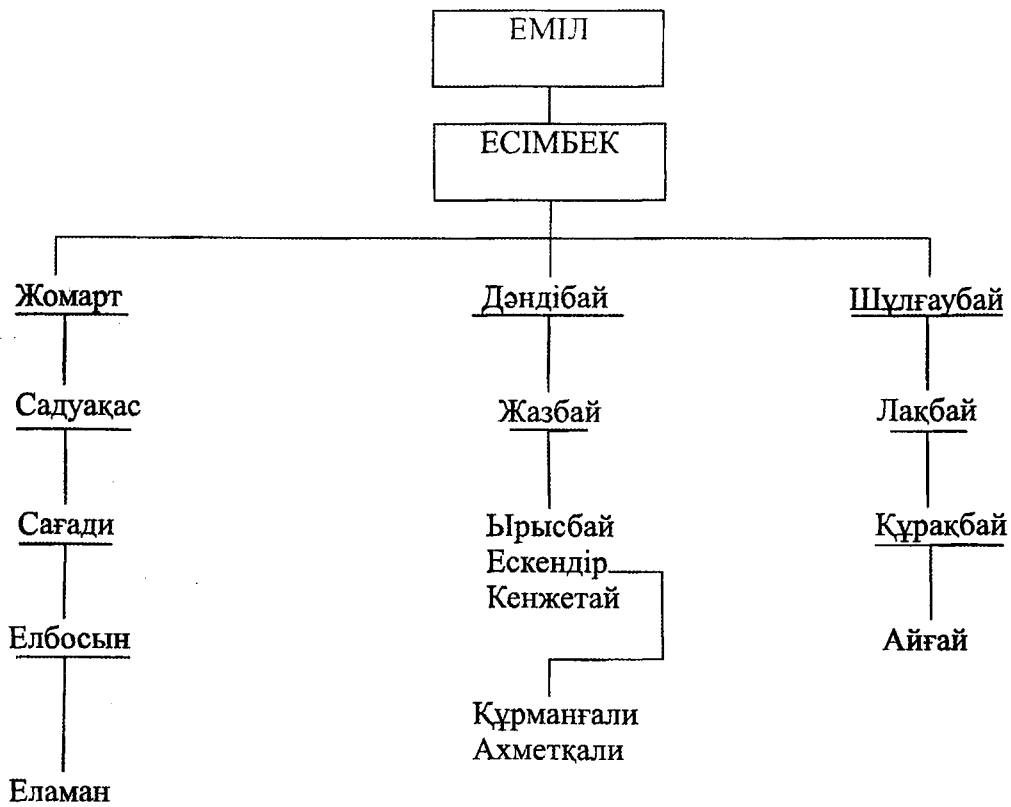 ЕМІЛ
ЕСІМБЕК
Жомарт
Дәндібай
Шұлғаубай
Садуақас
Жазбай
Лақбай
Сағади
Ырысбай
Ескендір
Кенжетай
Құрақбай
Елбосын
Айғай
Құрманғали
Ахметқали
Еламан